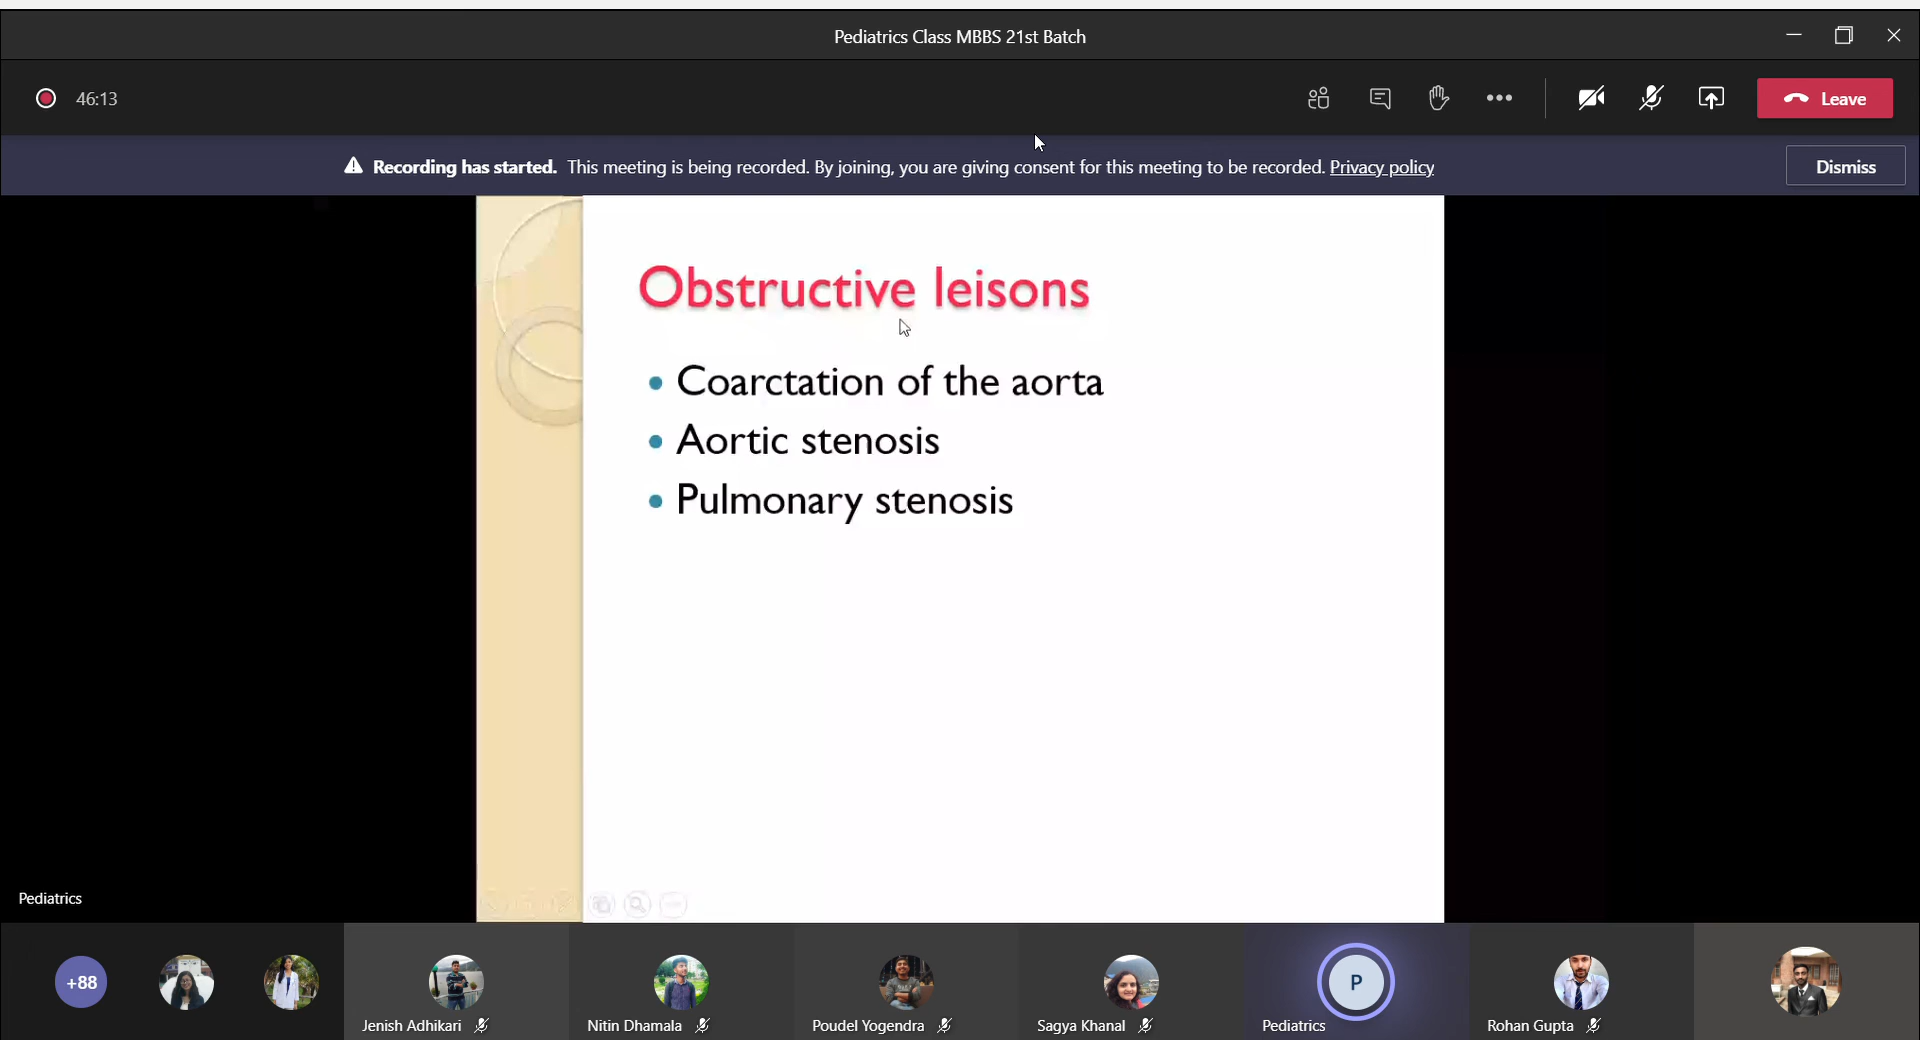 Pediatrics Class MBBS 21st Batch
46:13
Leave
Recording has started. This meeting is being recorded. By joining, you are giving consent for this meeting to be recorded. Privacy policy
Dismiss
Obstructive leisons
• Coarctation of the aorta
• Aortic stenosis
• Pulmonary stenosis
Pediatrics
+88
P
Jenish Adhikari
Nitin Dhamala
Poudel Yogendra
Sagya Khanal
Pediatrics
Rohan Gupta